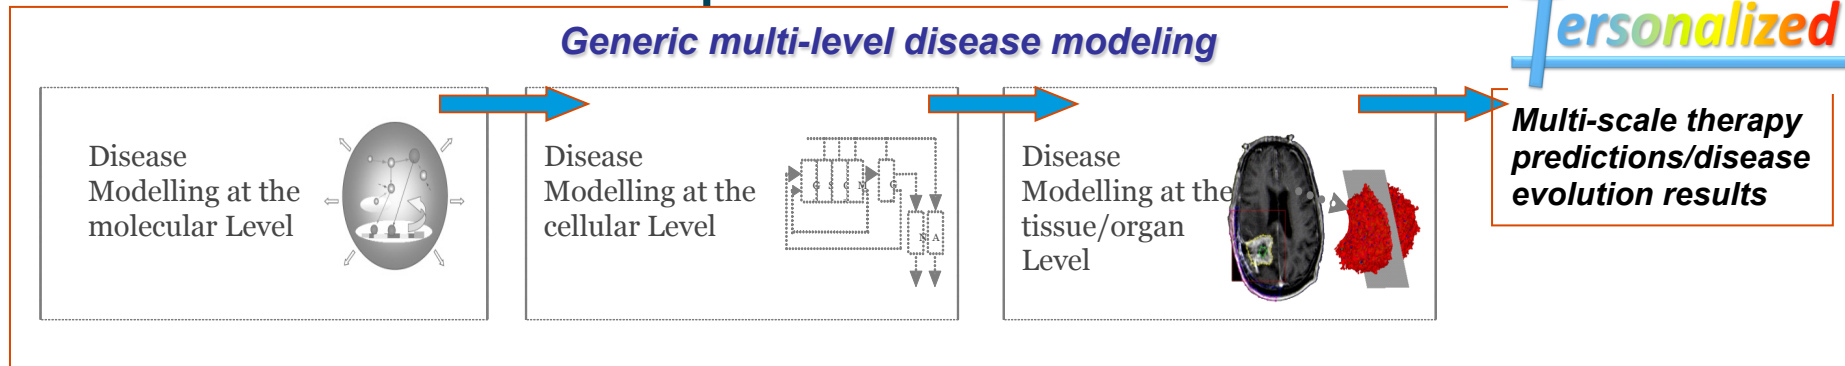 Generic multi-level disease modeling
ersonalized
Disease
Modelling at the
molecular Level
Disease
Modelling at the
cellular Level
G S G M G
N A
Disease
Modelling at the
tissue/organ
Level
Multi-scale therapy
predictions/disease
evolution results